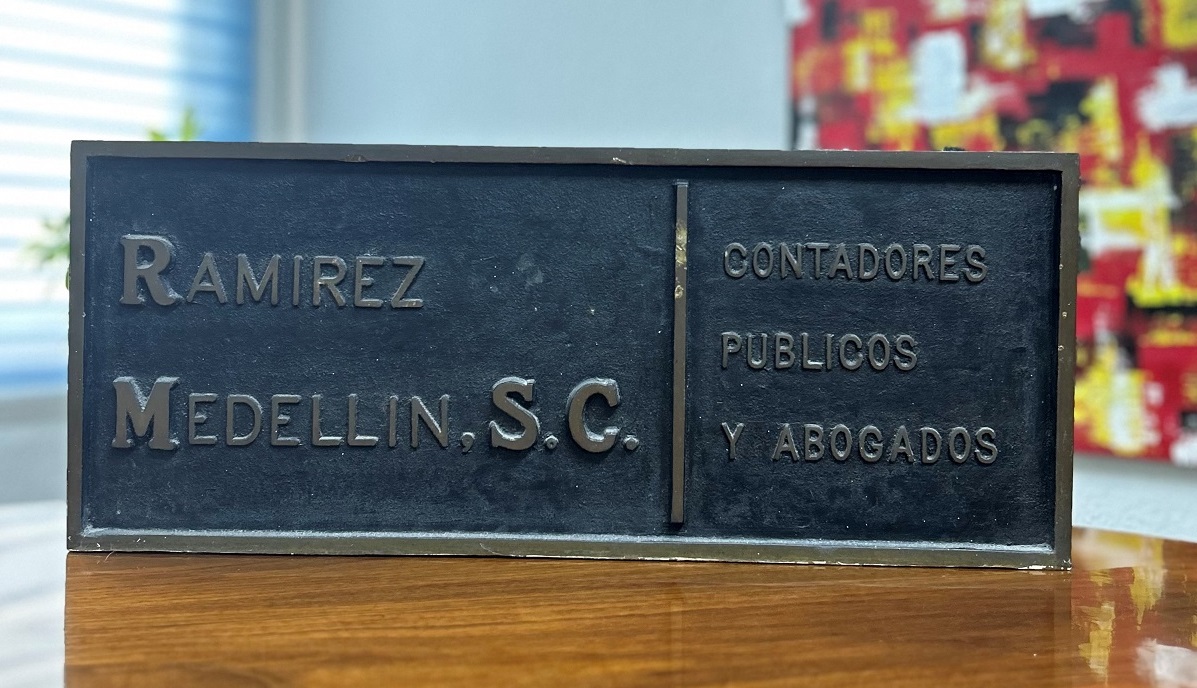 RAMIREZ
MEDELLIN, S.C.
CONTADORES
PUBLICOS
Y ABOGADOS